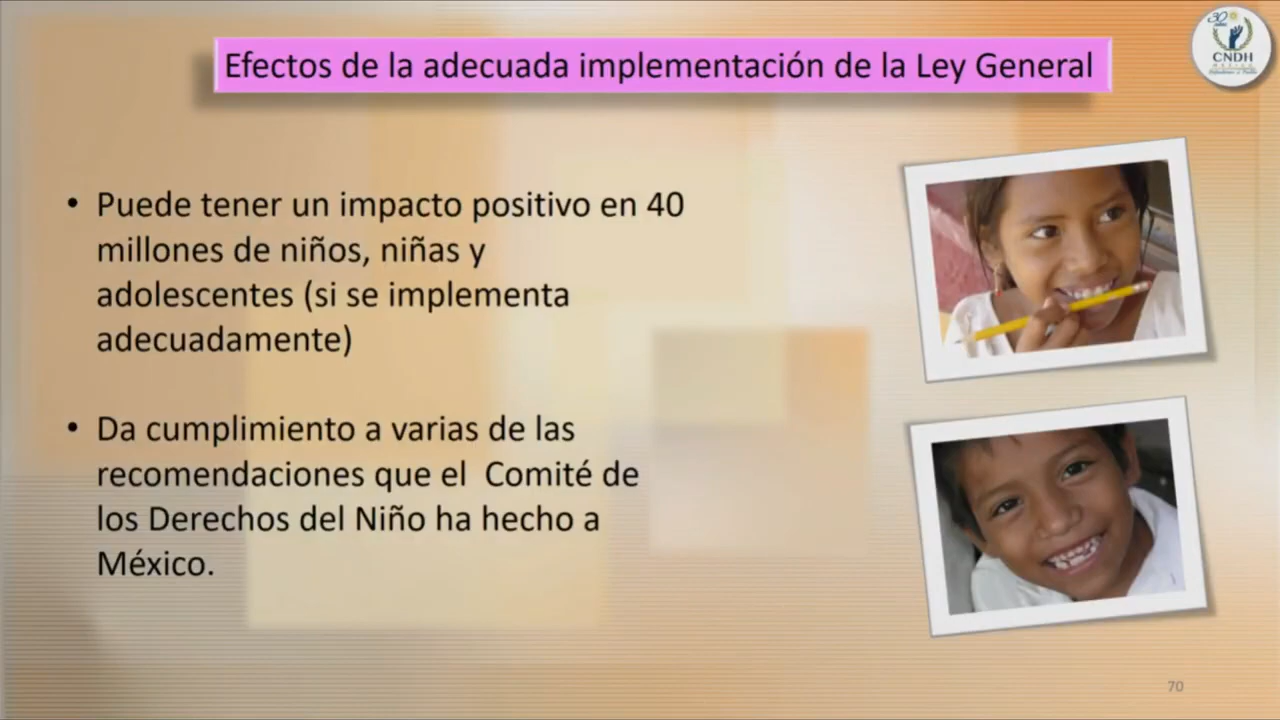 Efectos de la adecuada implementación de la Ley General
30
CNDH
MÉXICO
• Puede tener un impacto positivo en 40
millones de niños, niñas y
adolescentes (si se implementa
adecuadamente)
• Da cumplimiento a varias de las
recomendaciones que el Comité de
los Derechos del Niño ha hecho a
México.
70